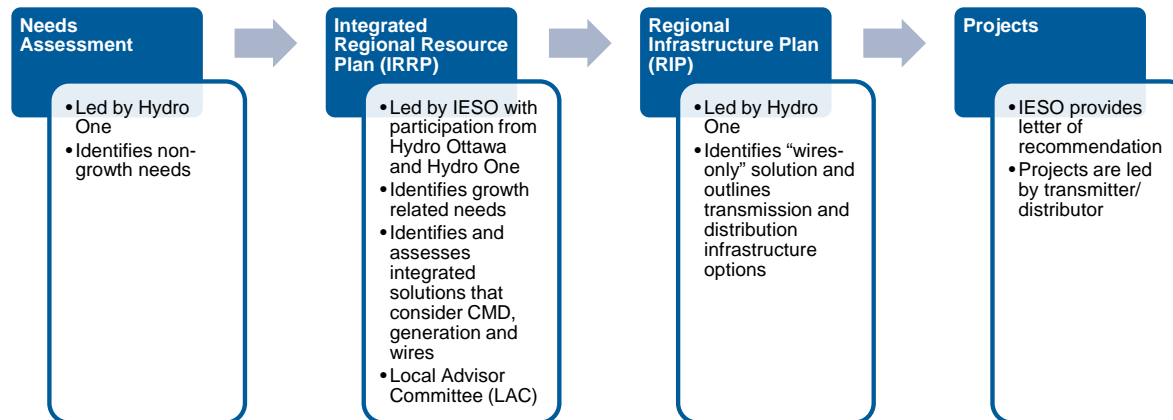 Needs
Assessment
• Led by Hydro
One
• Identifies non-
growth needs
Integrated
Regional Resource
Plan (IRRP)
• Led by IESO with
participation from
Hydro Ottawa
and Hydro One
• Identifies growth
related needs
• Identifies and
assesses
integrated
solutions that
consider CMD,
generation and
wires
• Local Advisor
Committee (LAC)
Regional
Infrastructure Plan
(RIP)
• Led by Hydro
One
• Identifies “wires-
only” solution and
outlines
transmission and
distribution
infrastructure
options
Projects
• IESO provides
letter of
recommendation
• Projects are led
by transmitter/
distributor